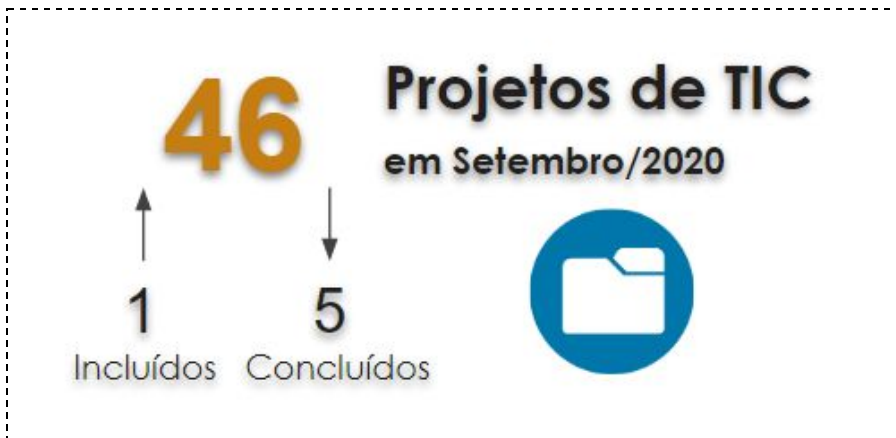 46
Projetos de TIC
em Setembro/2020
1
5
Incluídos
Concluídos